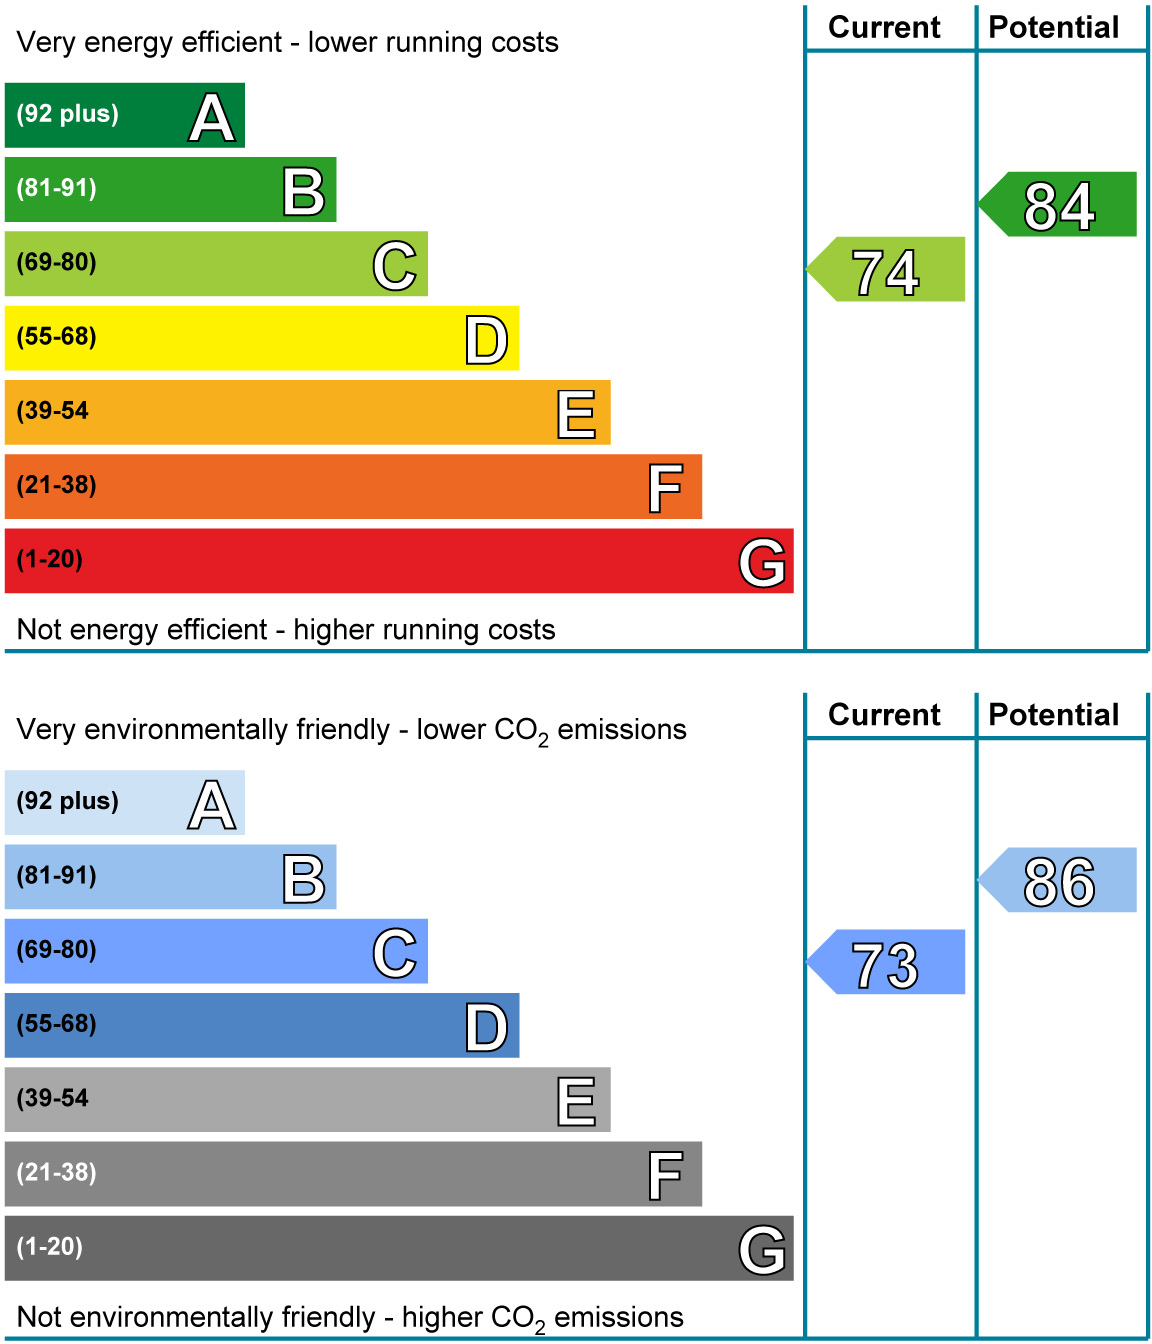 Current Potential
Very energy efficient - lower running costs
(92 plus) A
(81-91) B
84
(69-80) C
74
(55-68) D
(39-54 E
(21-38) F
(1-20) G
Not energy efficient - higher running costs
Current Potential
Very environmentally friendly - lower CO2 emissions
(92 plus) A
(81-91) B
86
(69-80) C
73
(55-68) D
(39-54 E
(21-38) F
(1-20) G
Not environmentally friendly - higher CO2 emissions